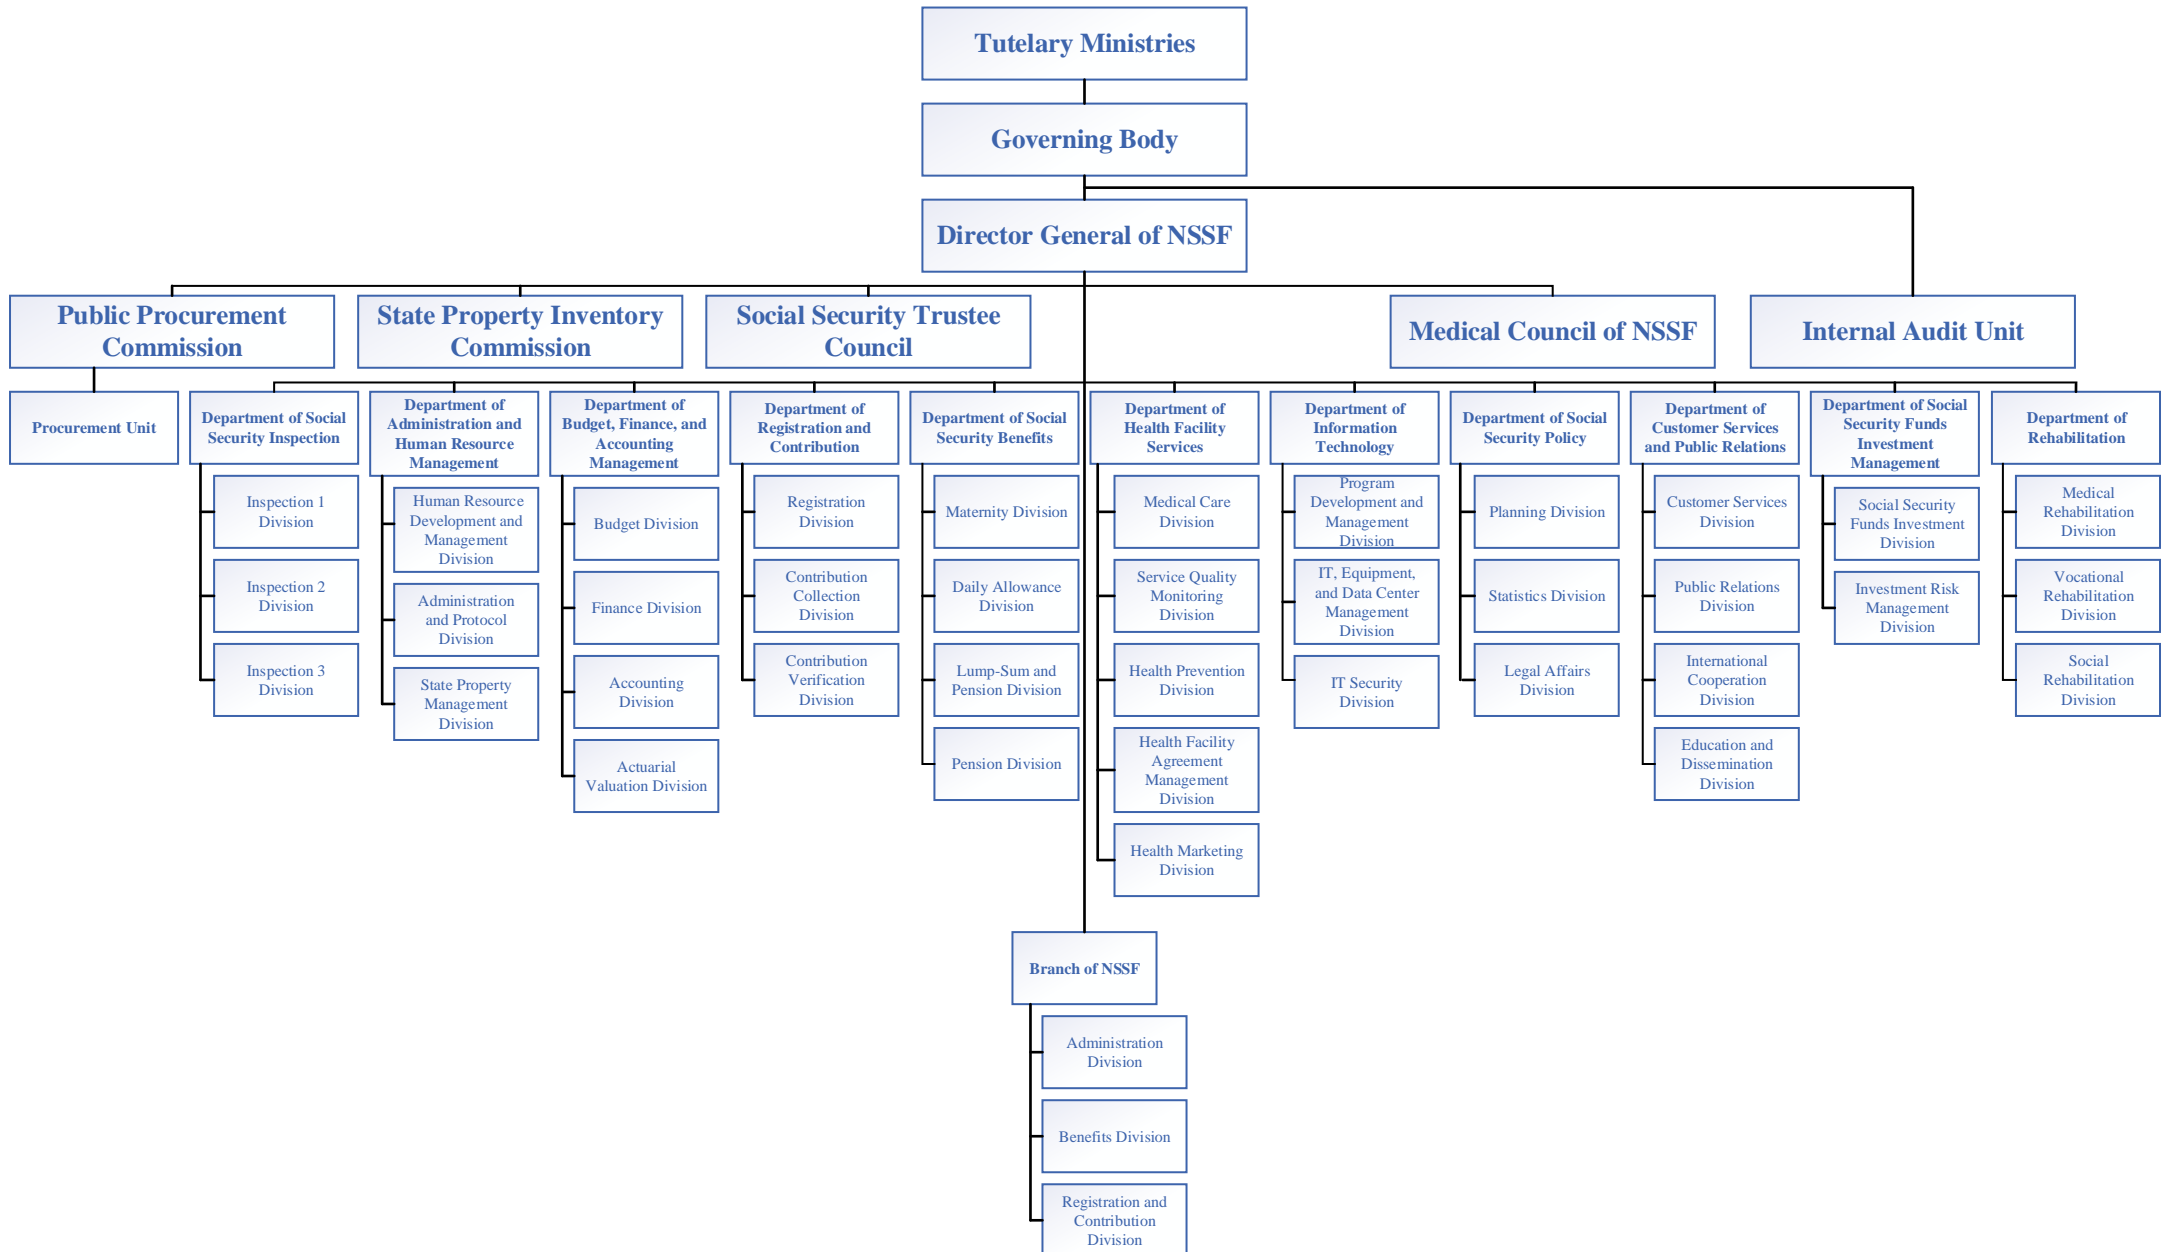 Tutelary Ministries
Governing Body
Director General of NSSF
Public Procurement
Commission
State Property Inventory
Commission
Social Security Trustee
Council
Medical Council of NSSF
Internal Audit Unit
Procurement Unit
Department of Social
Security Inspection
Inspection 1
Division
Inspection 2
Division
Inspection 3
Division
Department of
Administration and
Human Resource
Management
Human Resource
Development and
Management
Division
Administration
and Protocol
Division
State Property
Management
Division
Department of
Budget, Finance, and
Accounting
Management
Budget Division
Finance Division
Accounting
Division
Actuarial
Valuation Division
Department of
Registration and
Contribution
Registration
Division
Contribution
Collection
Division
Contribution
Verification
Division
Department of Social
Security Benefits
Maternity Division
Daily Allowance
Division
Lump-Sum and
Pension Division
Pension Division
Department of
Health Facility
Services
Medical Care
Division
Service Quality
Monitoring
Division
Health Prevention
Division
Health Facility
Agreement
Management
Division
Health Marketing
Division
Department of
Information
Technology
Program
Development and
Management
Division
IT, Equipment,
and Data Center
Management
Division
IT Security
Division
Department of Social
Security Policy
Planning Division
Statistics Division
Legal Affairs
Division
Department of
Customer Services
and Public Relations
Customer Services
Division
Public Relations
Division
International
Cooperation
Division
Education and
Dissemination
Division
Department of Social
Security Funds
Investment
Management
Social Security
Funds Investment
Division
Investment Risk
Management
Division
Department of
Rehabilitation
Medical
Rehabilitation
Division
Vocational
Rehabilitation
Division
Social
Rehabilitation
Division
Branch of NSSF
Administration
Division
Benefits Division
Registration and
Contribution
Division